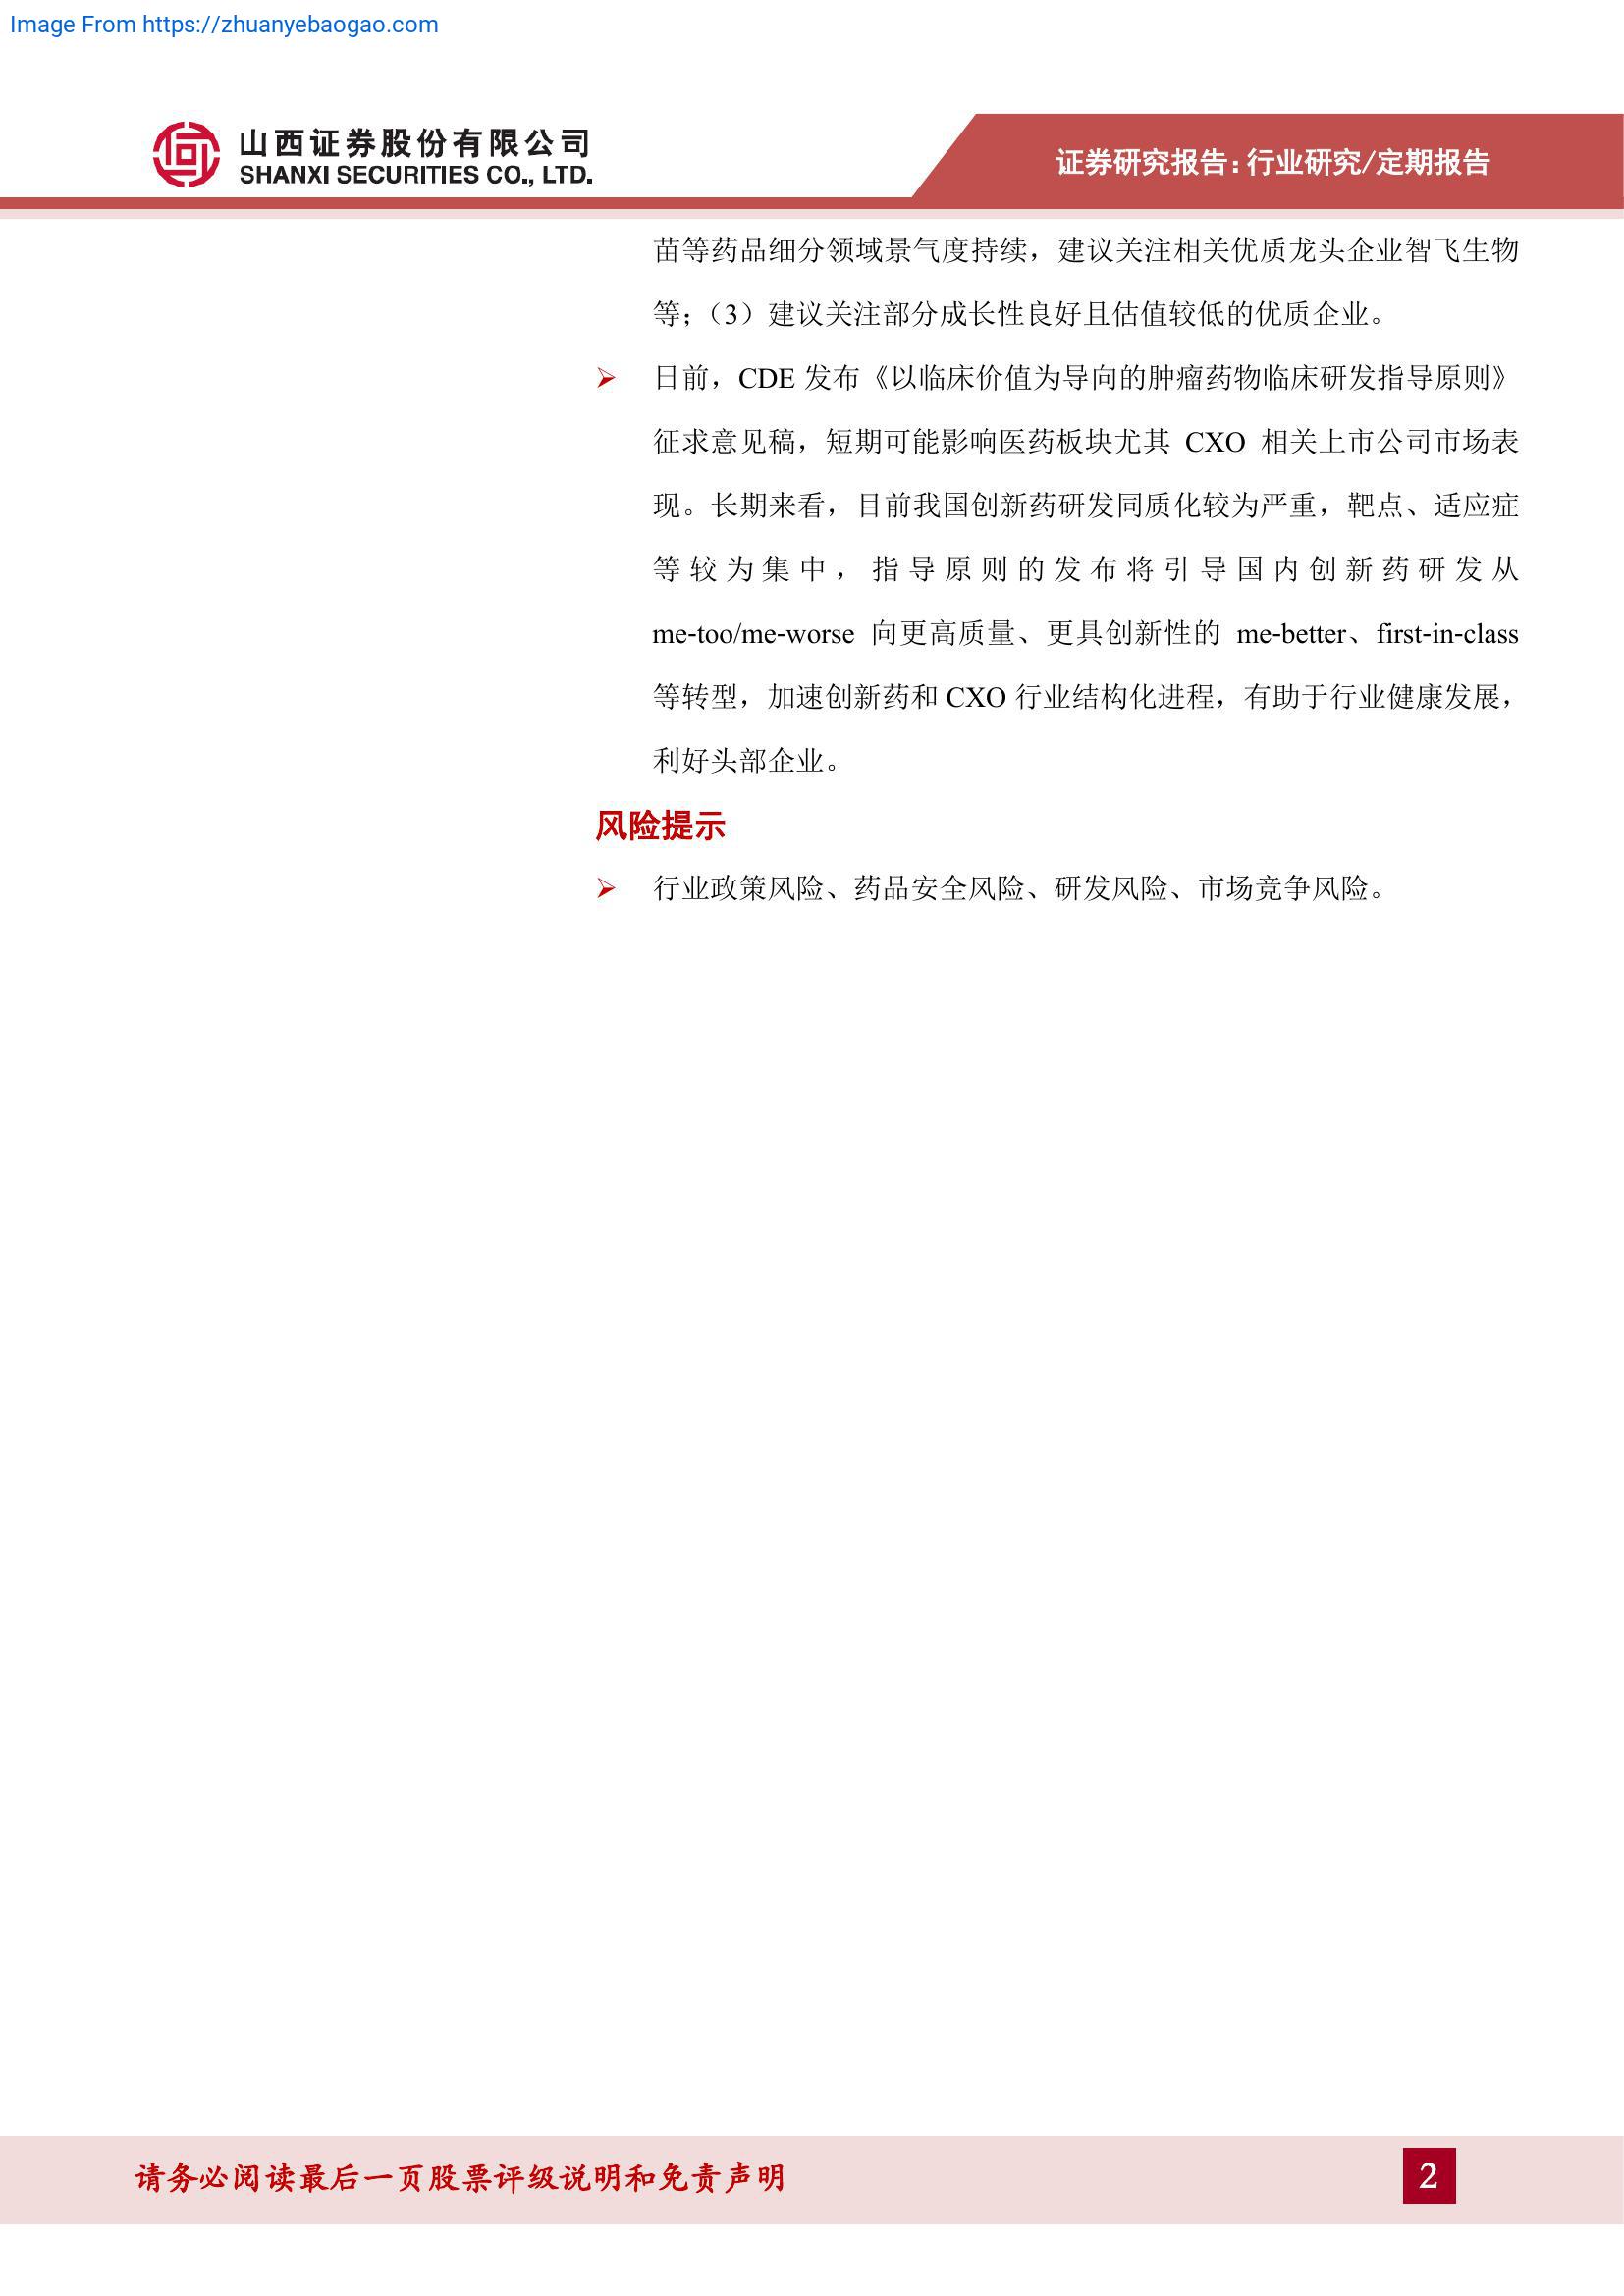 Image From https://zhuanyebaogao.com
山西证券股份有限公司
SHANXI SECURITIES CO., LTD.
证券研究报告：行业研究/定期报告
苗等药品细分领域景气度持续，建议关注相关优质龙头企业智飞生物
等；（3）建议关注部分成长性良好且估值较低的优质企业。
➢ 日前，CDE 发布《以临床价值为导向的肿瘤药物临床研发指导原则》
征求意见稿，短期可能影响医药板块尤其 CXO 相关上市公司市场表
现。长期来看，目前我国创新药研发同质化较为严重，靶点、适应症
等较为集中，指导原则的发布将引导国内创新药研发从
me-too/me-worse 向更高质量、更具创新性的 me-better、first-in-class
等转型，加速创新药和 CXO 行业结构化进程，有助于行业健康发展，
利好头部企业。
风险提示
➢ 行业政策风险、药品安全风险、研发风险、市场竞争风险。
请务必阅读最后一页股票评级说明和免责声明
2